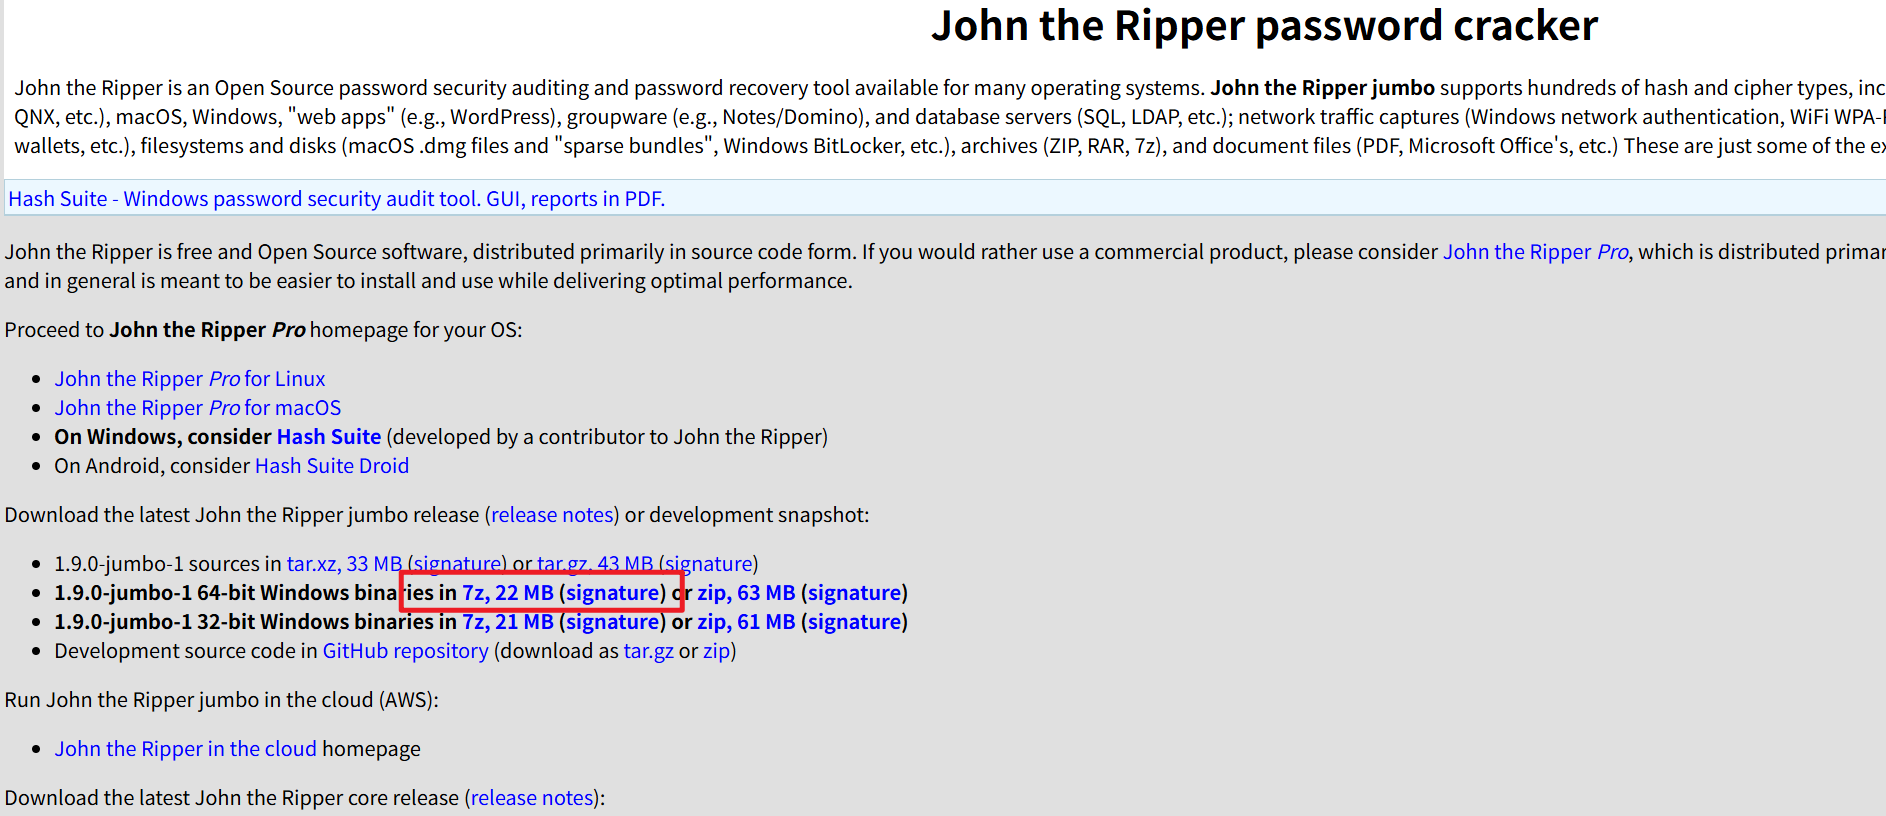 John the Ripper password cracker
John the Ripper is an Open Source password security auditing and password recovery tool available for many operating systems. John the Ripper jumbo supports hundreds of hash and cipher types, inc
QNX, etc.), macOS, Windows, "web apps" (e.g., WordPress), groupware (e.g., Notes/Domino), and database servers (SQL, LDAP, etc.); network traffic captures (Windows network authentication, WiFi WPA-
wallets, etc.), filesystems and disks (macOS .dmg files and "sparse bundles", Windows BitLocker, etc.), archives (ZIP, RAR, 7z), and document files (PDF, Microsoft Office's, etc.) These are just some of the ex
Hash Suite - Windows password security audit tool. GUI, reports in PDF.
John the Ripper is free and Open Source software, distributed primarily in source code form. If you would rather use a commercial product, please consider John the Ripper Pro, which is distributed primar
and in general is meant to be easier to install and use while delivering optimal performance.
Proceed to John the Ripper Pro homepage for your OS:
• John the Ripper Pro for Linux
• John the Ripper Pro for macOS
• On Windows, consider Hash Suite (developed by a contributor to John the Ripper)
• On Android, consider Hash Suite Droid
Download the latest John the Ripper jumbo release (release notes) or development snapshot:
• 1.9.0-jumbo-1 sources in tar.xz, 33 MB (signature) or tar.gz, 43 MB (signature)
• 1.9.0-jumbo-1 64-bit Windows binaries in 7z, 22 MB (signature) or zip, 63 MB (signature)
• 1.9.0-jumbo-1 32-bit Windows binaries in 7z, 21 MB (signature) or zip, 61 MB (signature)
• Development source code in GitHub repository (download as tar.gz or zip)
Run John the Ripper jumbo in the cloud (AWS):
• John the Ripper in the cloud homepage
Download the latest John the Ripper core release (release notes):